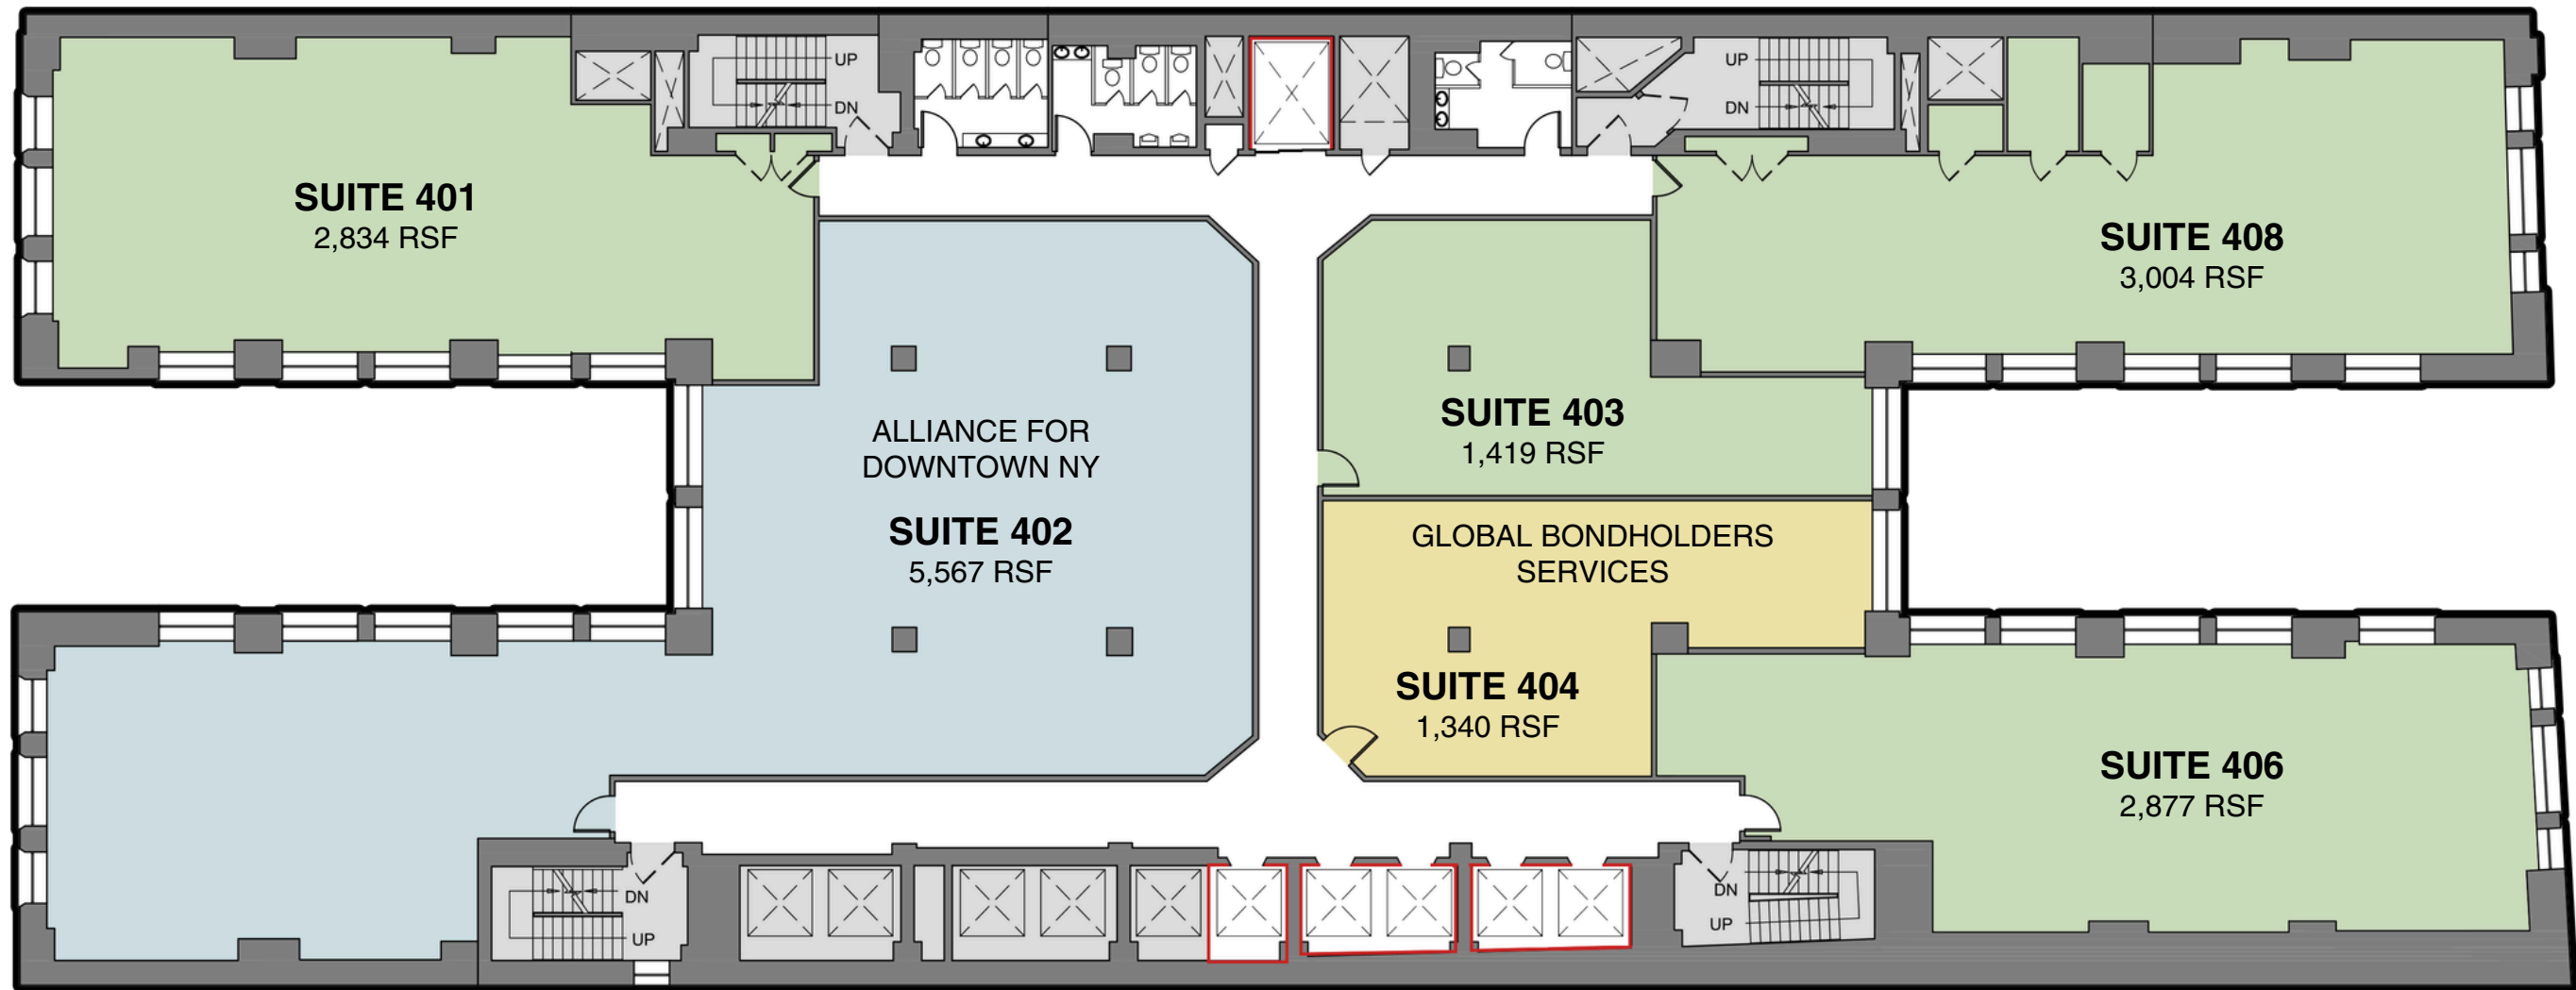 UP
DN
UP
DN
SUITE 401
2,834 RSF
SUITE 408
3,004 RSF
ALLIANCE FOR
DOWNTOWN NY
SUITE 402
5,567 RSF
SUITE 403
1,419 RSF
GLOBAL BONDHOLDERS
SERVICES
SUITE 404
1,340 RSF
SUITE 406
2,877 RSF
DN
UP
DN
UP